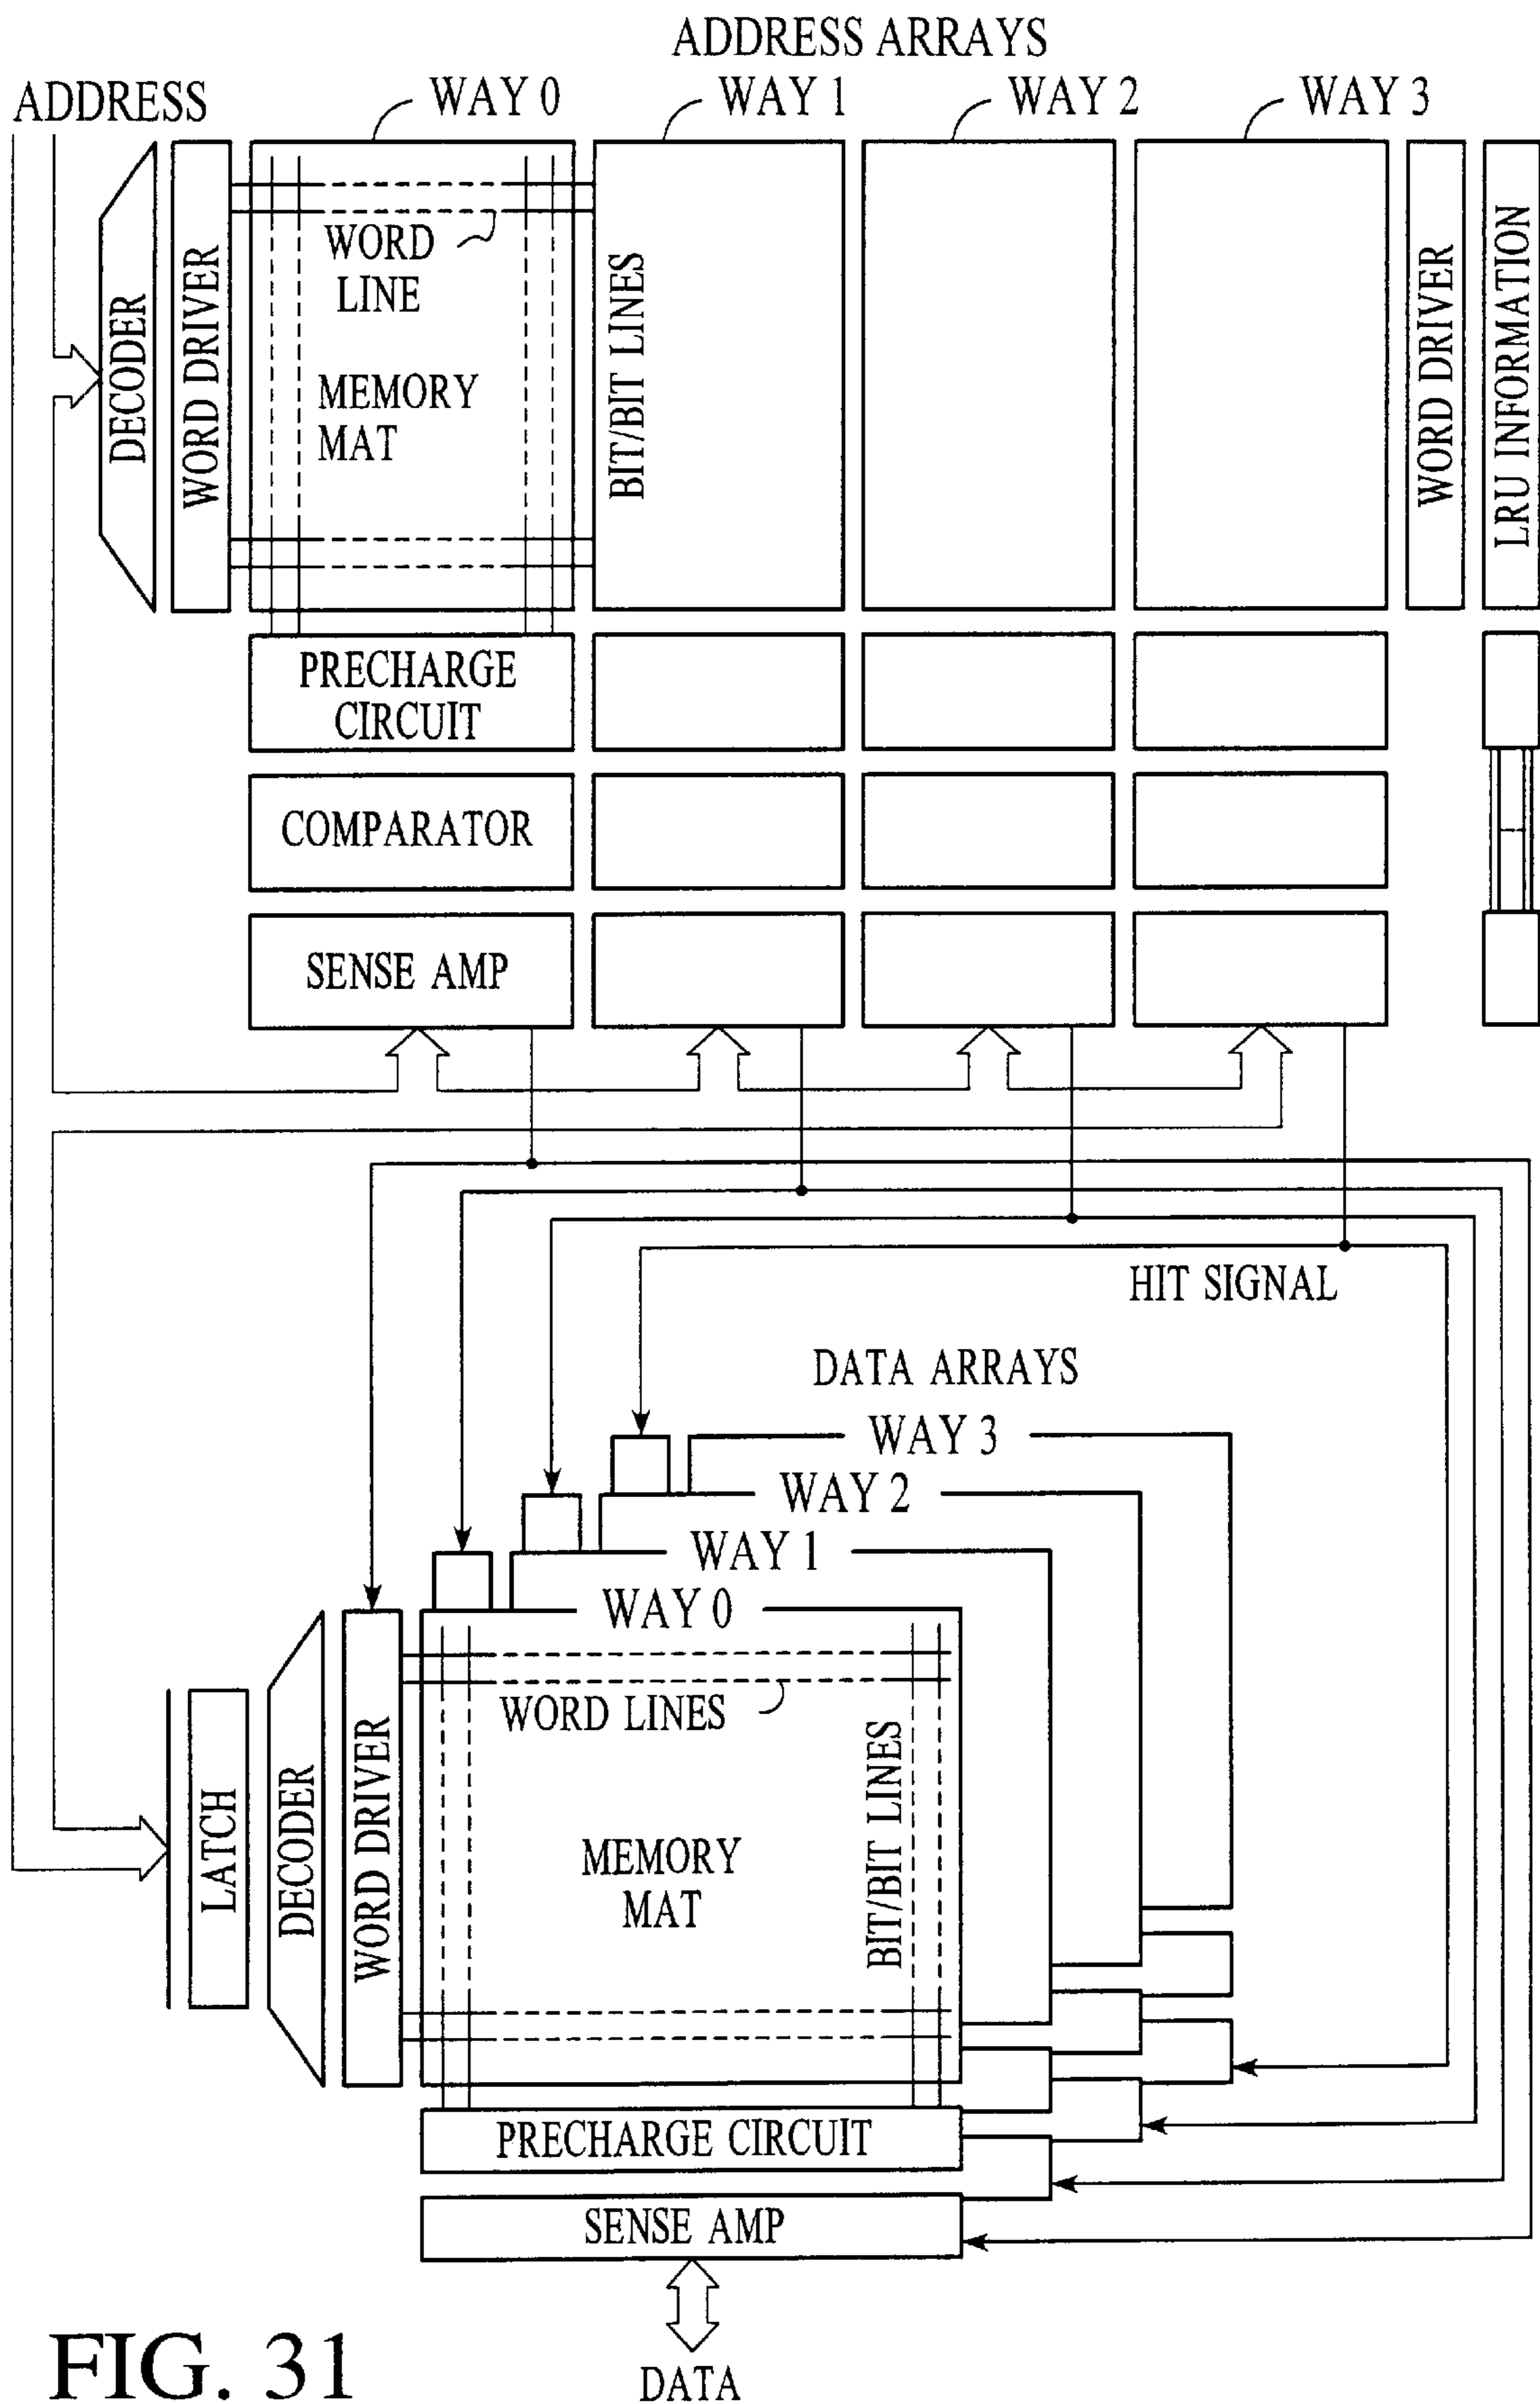 ADDRESS ARRAYS
ADDRESS
WAY 0
WAY 1
WAY 2
WAY 3
DECODER
WORD DRIVER
WORD
LINE
MEMORY
MAT
BIT/BIT LINES
WORD DRIVER
LRU INFORMATION
PRECHARGE
CIRCUIT
COMPARATOR
SENSE AMP
HIT SIGNAL
DATA ARRAYS
WAY 3
WAY 2
WAY 1
WAY 0
LATCH
DECODER
WORD DRIVER
WORD LINES
MEMORY
MAT
BIT/BIT LINES
PRECHARGE CIRCUIT
SENSE AMP
DATA
FIG. 31